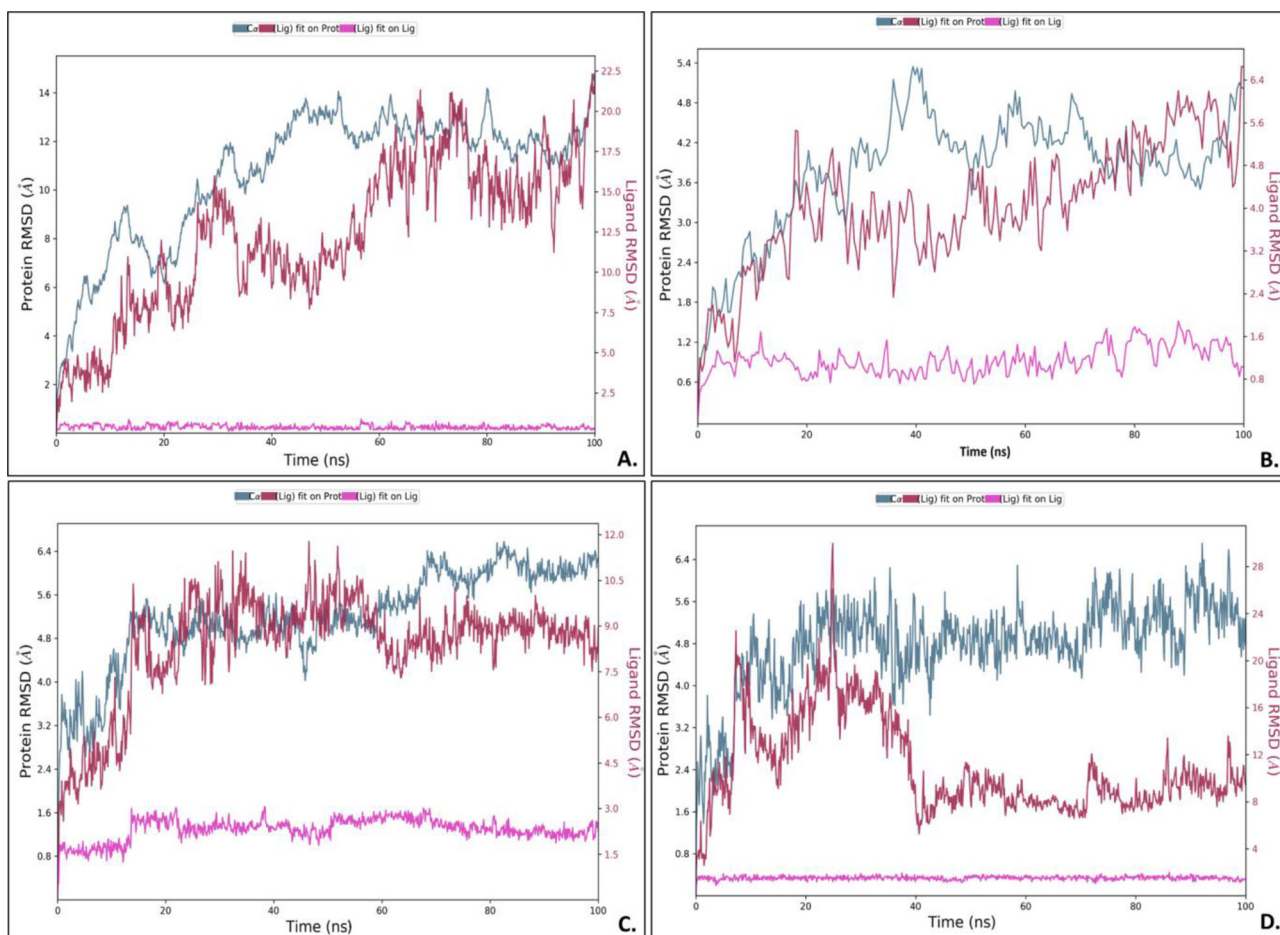 Cα (Lig) fit on Prot (Lig) fit on Lig
Protein RMSD (Å)
14
12
10
8
6
4
2
22.5
20.0
17.5
15.0
12.5
10.0
7.5
5.0
2.5
Ligand RMSD (Å)
0 20 40 60 80 100
Time (ns)
A.
Cα (Lig) fit on Prot (Lig) fit on Lig
Protein RMSD (Å)
5.4
4.8
4.2
3.6
3.0
2.4
1.8
1.2
0.6
6.4
5.6
4.8
4.0
3.2
2.4
1.6
0.8
Ligand RMSD (Å)
0 20 40 60 80 100
Time (ns)
B.
Cα (Lig) fit on Prot (Lig) fit on Lig
Protein RMSD (Å)
6.4
5.6
4.8
4.0
3.2
2.4
1.6
0.8
12.0
10.5
9.0
7.5
6.0
4.5
3.0
1.5
Ligand RMSD (Å)
0 20 40 60 80 100
Time (ns)
C.
Cα (Lig) fit on Prot (Lig) fit on Lig
Protein RMSD (Å)
6.4
5.6
4.8
4.0
3.2
2.4
1.6
0.8
28
24
20
16
12
8
4
Ligand RMSD (Å)
0 20 40 60 80 100
Time (ns)
D.